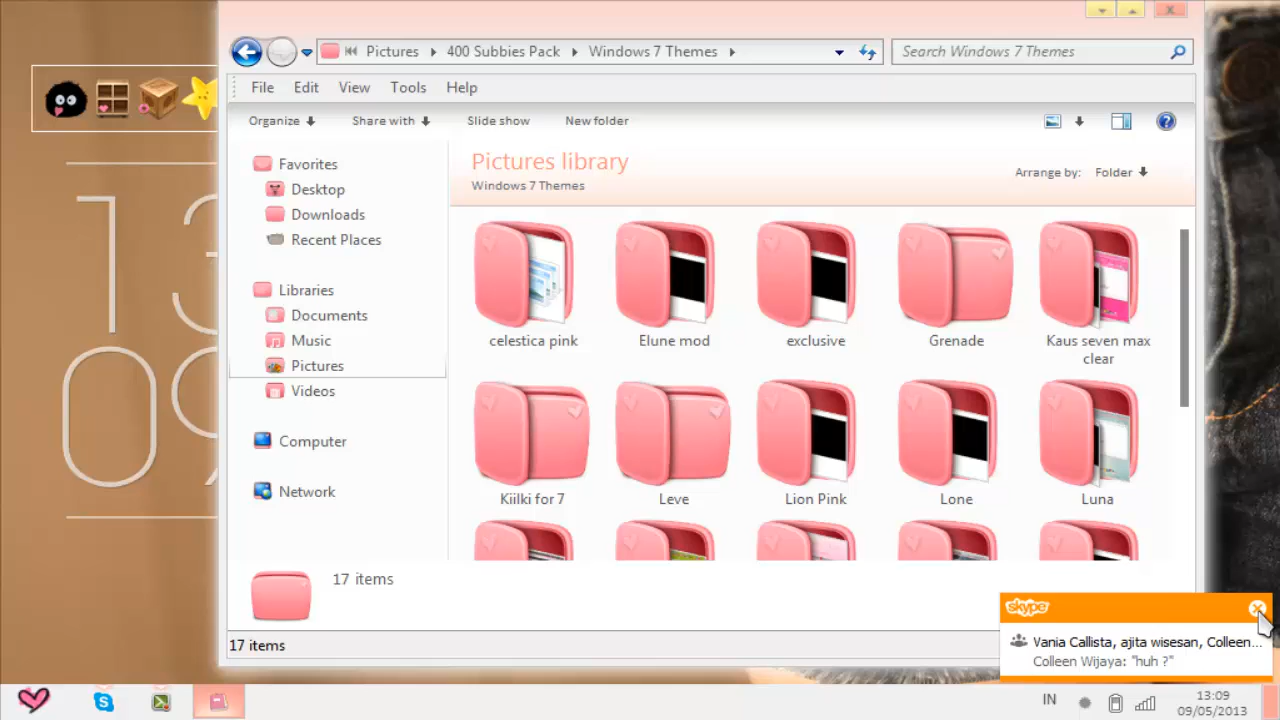 Pictures 400 Subbies Pack Windows 7 Themes
Search Windows 7 Themes
File Edit View Tools Help
Organize Share with Slide show New folder
Favorites
Desktop
Downloads
Recent Places
Libraries
Documents
Music
Pictures
Videos
Computer
Network
Pictures library
Windows 7 Themes
Arrange by: Folder
celestica pink
Elune mod
exclusive
Grenade
Kaus seven max
clear
Kiilki for 7
Leve
Lion Pink
Lone
Luna
17 items
17 items
skype
Vania Callista, ajita wisesan, Colleen...
Colleen Wijaya: "huh ?"
13
09
IN
13:09
09/05/2013